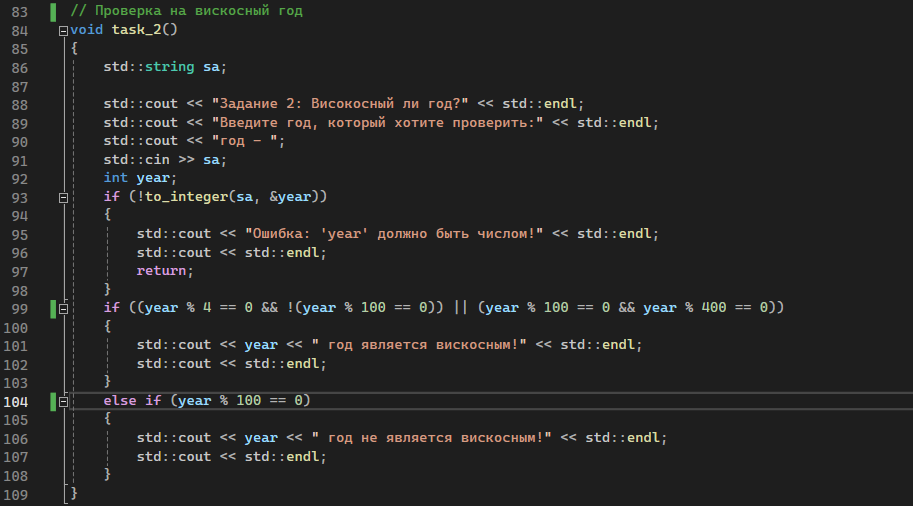 83 // Проверка на вискосный год
84 void task_2()
85 {
86 std::string sa;
87
88 std::cout << "Задание 2: Високосный ли год?" << std::endl;
89 std::cout << "Введите год, который хотите проверить:" << std::endl;
90 std::cout << "год – ";
91 std::cin >> sa;
92 int year;
93 if (!to_integer(sa, &year))
94 {
95 std::cout << "Ошибка: 'year' должно быть числом!" << std::endl;
96 std::cout << std::endl;
97 return;
98 }
99 if ((year % 4 == 0 && !(year % 100 == 0)) || (year % 100 == 0 && year % 400 == 0))
100 {
101 std::cout << year << " год является вискосным!" << std::endl;
102 std::cout << std::endl;
103 }
104 else if (year % 100 == 0)
105 {
106 std::cout << year << " год не является вискосным!" << std::endl;
107 std::cout << std::endl;
108 }
109 }